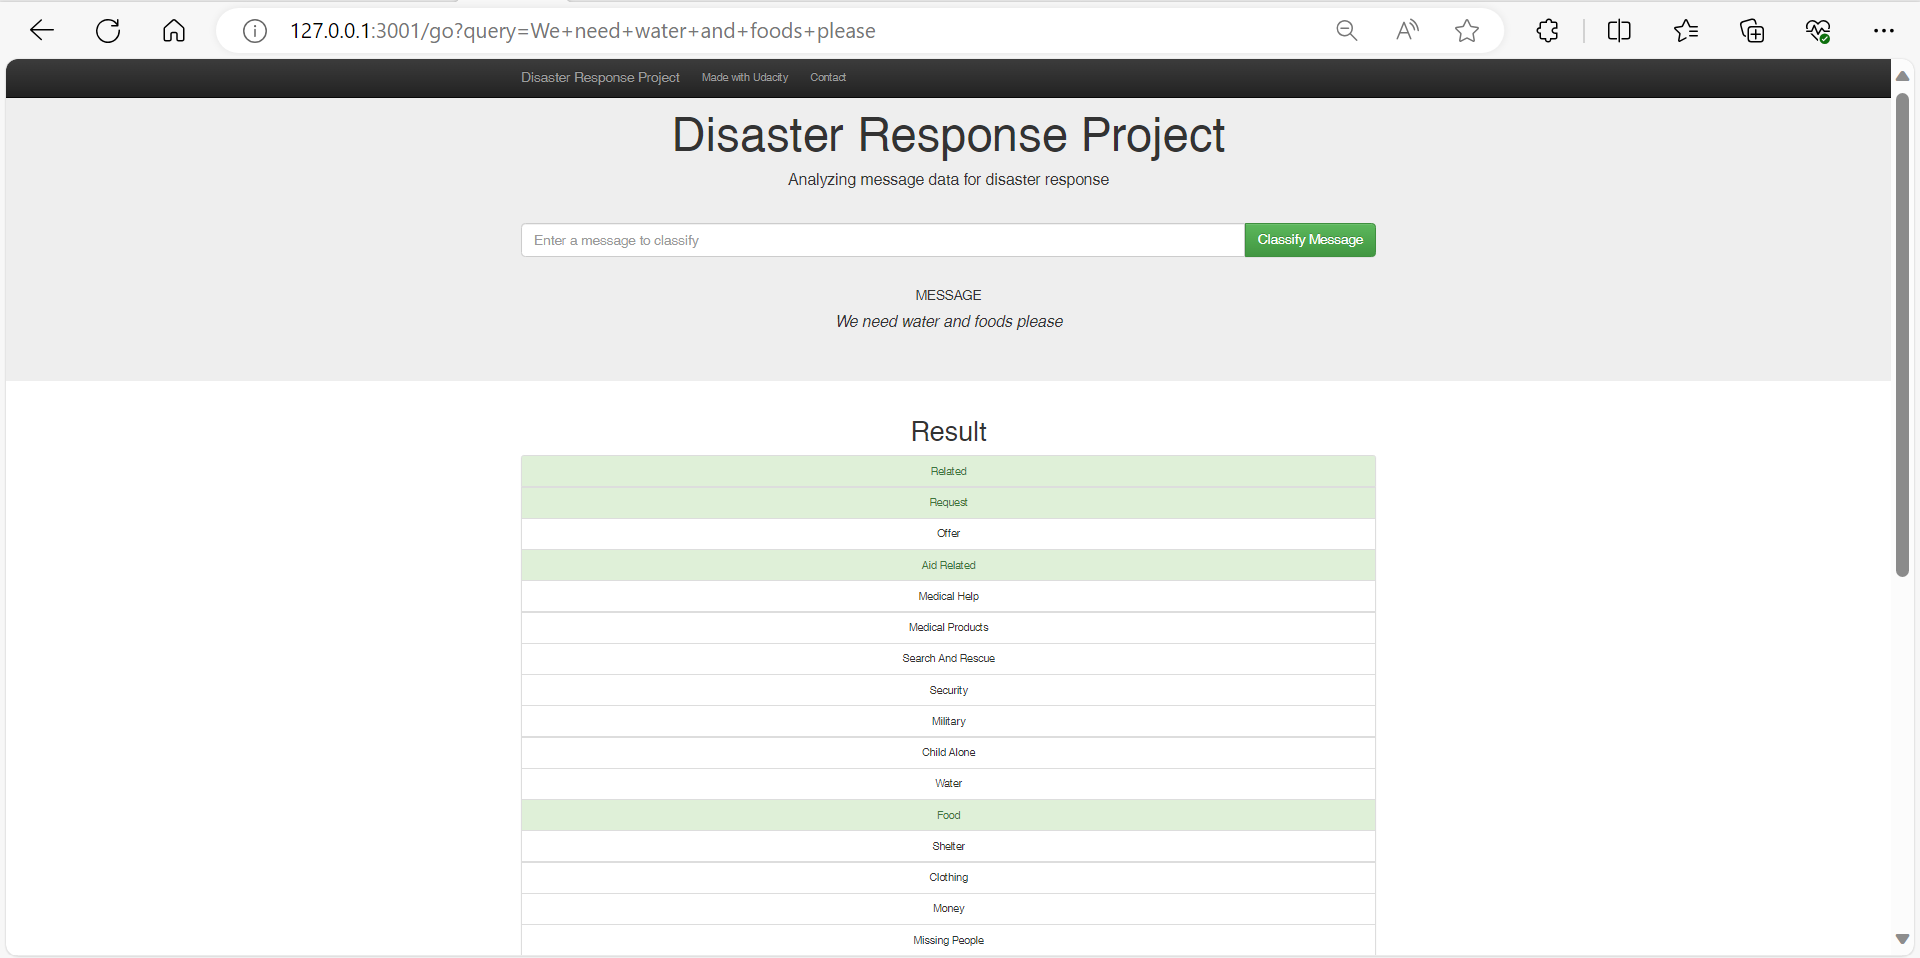 127.0.0.1:3001/go?query=We+need+water+and+foods+please
Disaster Response Project Made with Udacity Contact
Disaster Response Project
Analyzing message data for disaster response
Enter a message to classify Classify Message
MESSAGE
We need water and foods please
Result
Related
Request
Offer
Aid Related
Medical Help
Medical Products
Search And Rescue
Security
Military
Child Alone
Water
Food
Shelter
Clothing
Money
Missing People